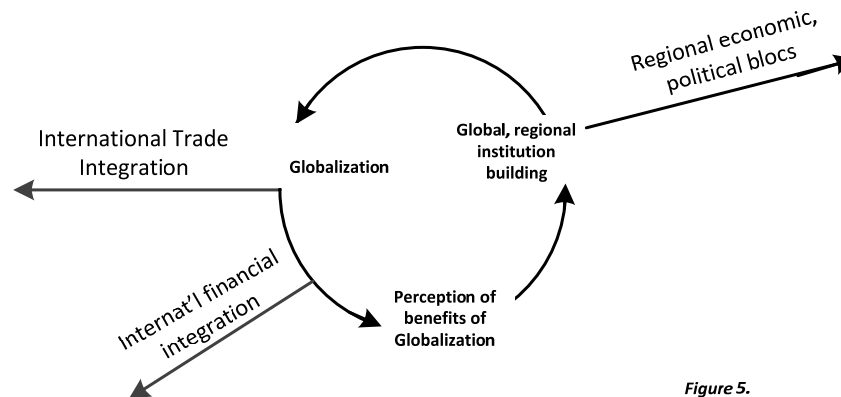 Regional economic,
political blocs
International Trade
Integration
Globalization
Global, regional
institution
building
Internat'l financial
integration
Perception of
benefits of
Globalization
Figure 5.